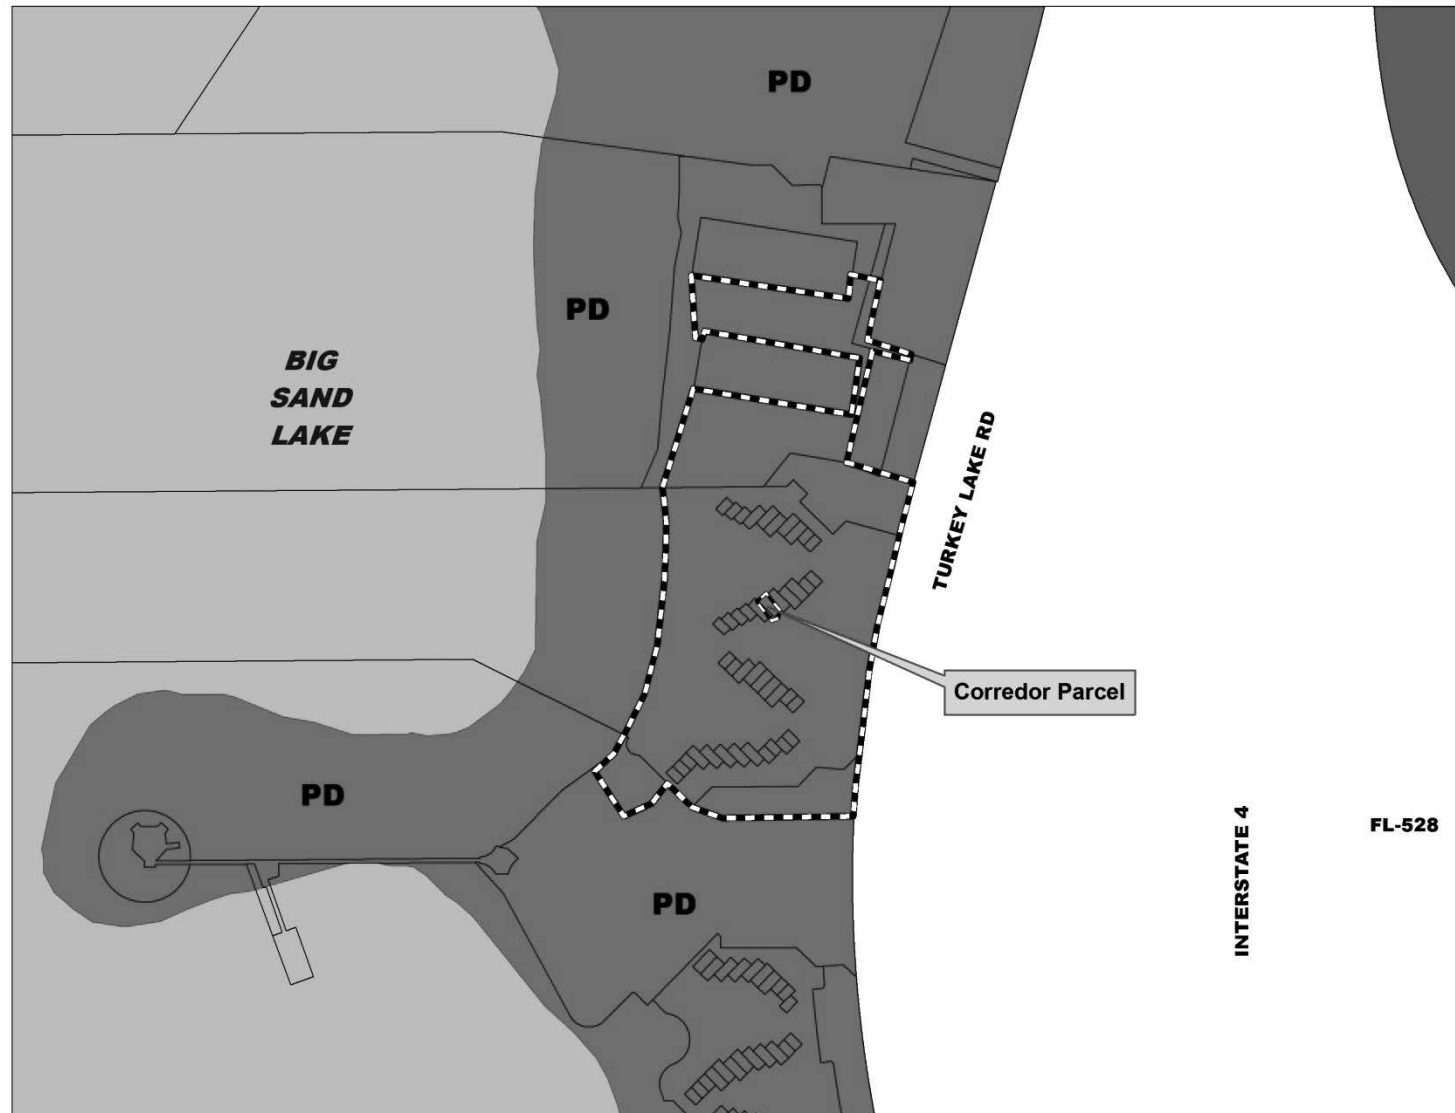 PD
PD
BIG
SAND
LAKE
TURKEY LAKE RD
Corredor Parcel
PD
INTERSTATE 4
FL-528
PD